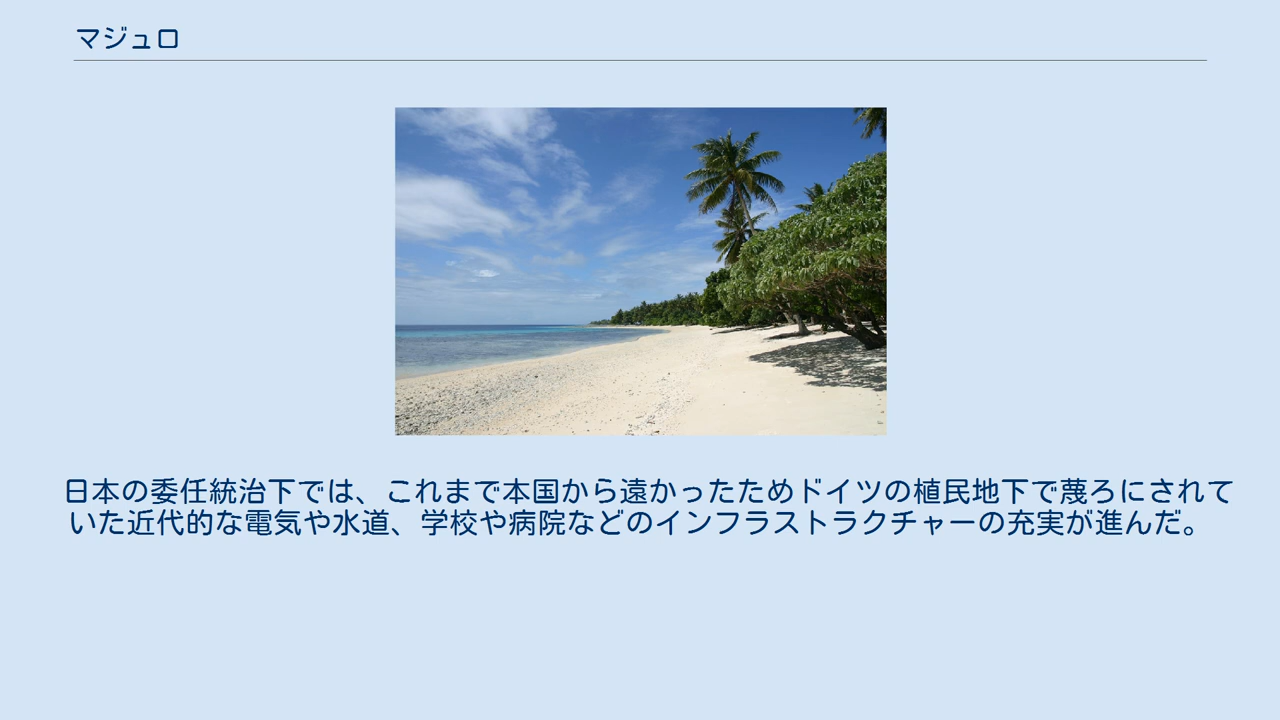 マジュロ
日本の委任統治下では、これまで本国から遠かったためドイツの植民地下で蔑ろにされて
いた近代的な電気や水道、学校や病院などのインフラストラクチャーの充実が進んだ。